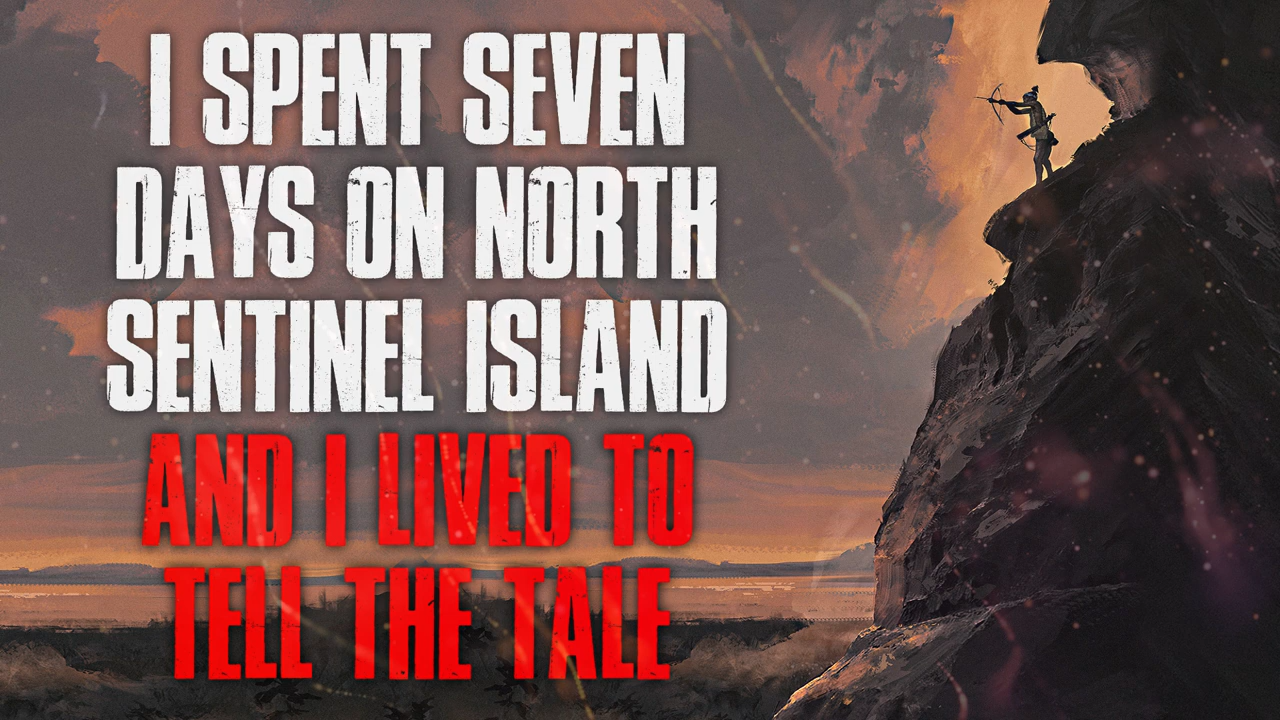 I SPENT SEVEN
DAYS ON NORTH
SENTINEL ISLAND
AND I LIVED TO
TELL THE TALE